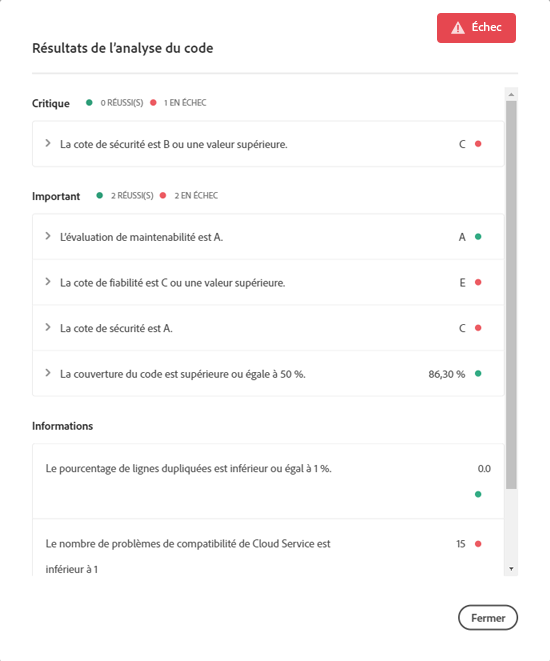 Échec
Résultats de l'analyse du code
Critique 0 RÉUSSI(S) 1 EN ÉCHEC
La cote de sécurité est B ou une valeur supérieure. C
Important 2 RÉUSSI(S) 2 EN ÉCHEC
L'évaluation de maintenabilité est A. A
La cote de fiabilité est C ou une valeur supérieure. E
La cote de sécurité est A. C
La couverture du code est supérieure ou égale à 50 %. 86,30 %
Informations
Le pourcentage de lignes dupliquées est inférieur ou égal à 1 %. 0.0
Le nombre de problèmes de compatibilité de Cloud Service est 15
inférieur à 1
Fermer